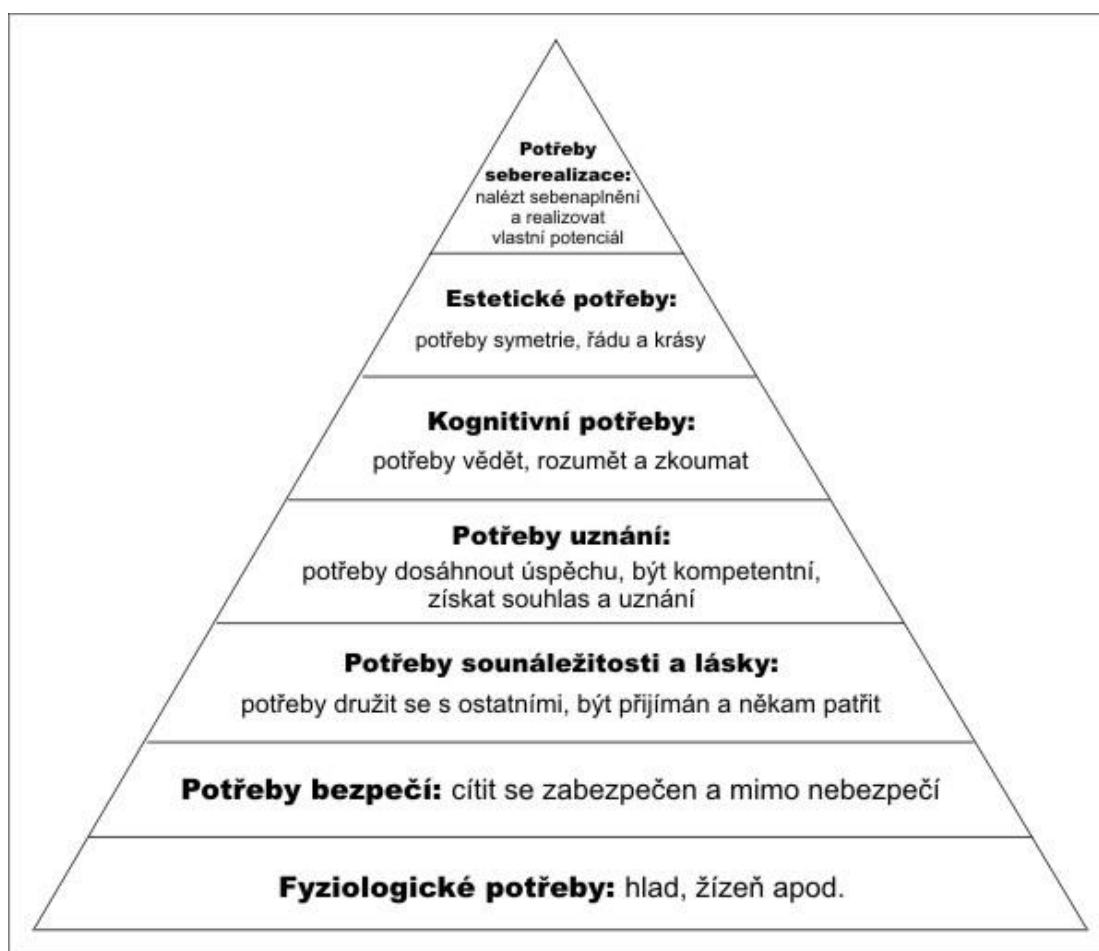 Potřeby
seberealizace:
nalézt sebenaplnění
a realizovat
vlastní potenciál
Estetické potřeby:
potřeby symetrie, řádu a krásy
Kognitivní potřeby:
potřeby vědět, rozumět a zkoumat
Potřeby uznání:
potřeby dosáhnout úspěchu, být kompetentní,
získat souhlas a uznání
Potřeby sounáležitosti a lásky:
potřeby družit se s ostatními, být přijímán a někam patřit
Potřeby bezpečí: cítit se zabezpečen a mimo nebezpečí
Fyziologické potřeby: hlad, žízeň apod.